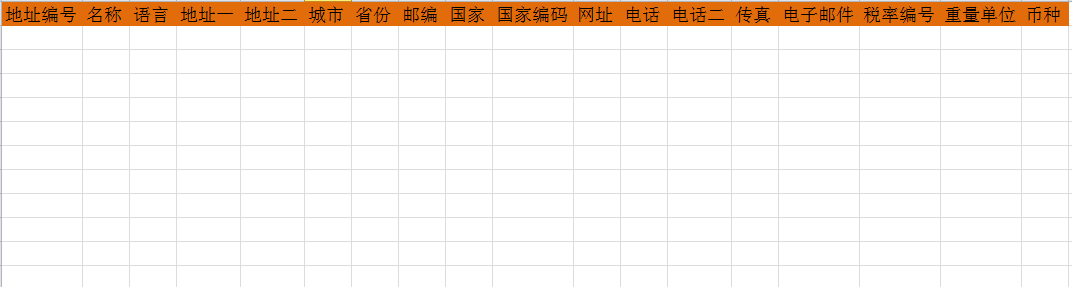 地址编号 名称 语言 地址一 地址二 城市 省份 邮编 国家 国家编码 网址 电话 电话二 传真 电子邮件 税率编号 重量单位 币种